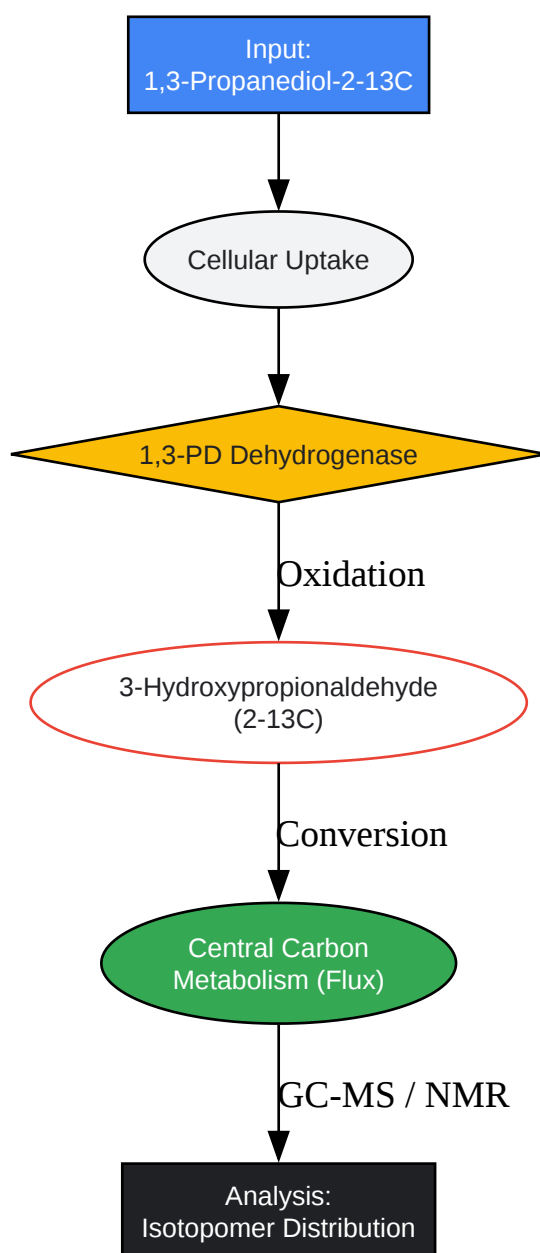 Input:
1,3-Propanediol-2-13C
Cellular Uptake
1,3-PD Dehydrogenase
Oxidation
3-Hydroxypropionaldehyde
(2-13C)
Conversion
Central Carbon
Metabolism (Flux)
GC-MS / NMR
Analysis:
Isotopomer Distribution